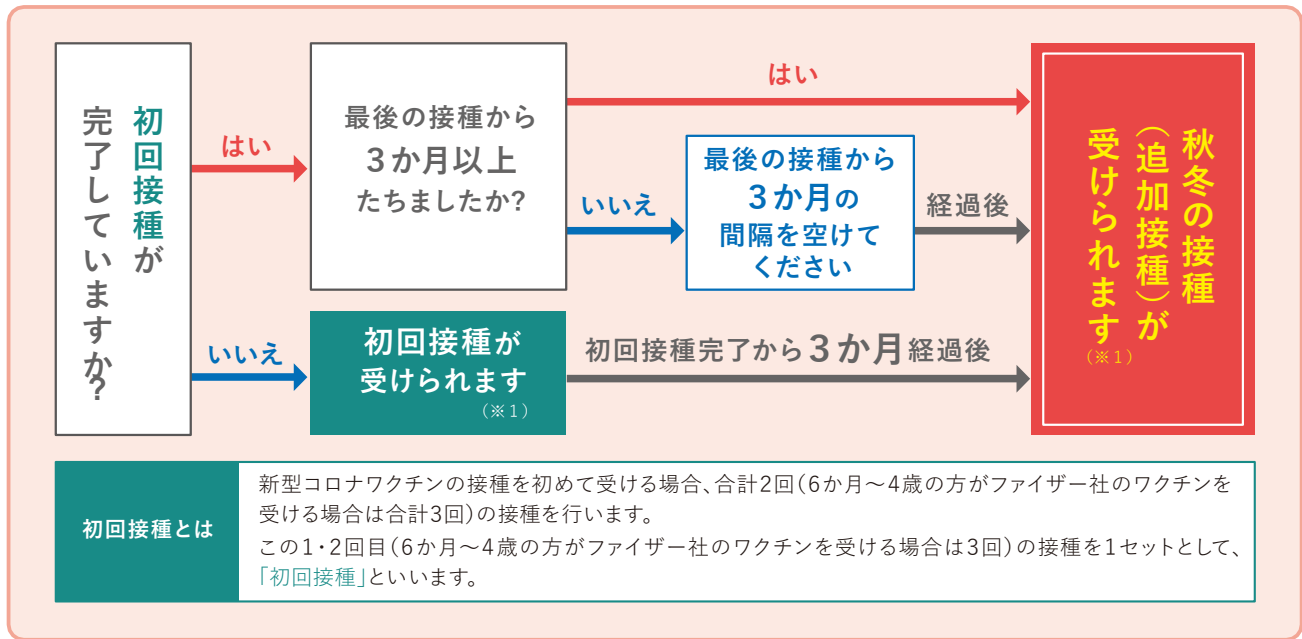 初回接種が
完了していますか？
はい
いいえ
最後の接種から
3か月以上
たちましたか？
はい
いいえ
最後の接種から
3か月の
間隔を空けて
ください
経過後
初回接種が
受けられます
（※1）
初回接種完了から3か月経過後
秋冬の接種
（追加接種）が
受けられます
（※1）
初回接種とは
新型コロナワクチンの接種を初めて受ける場合、合計2回（6か月～4歳の方がファイザー社のワクチンを
受ける場合は合計3回）の接種を行います。
この1・2回目（6か月～4歳の方がファイザー社のワクチンを受ける場合は3回）の接種を1セットとして、
「初回接種」といいます。